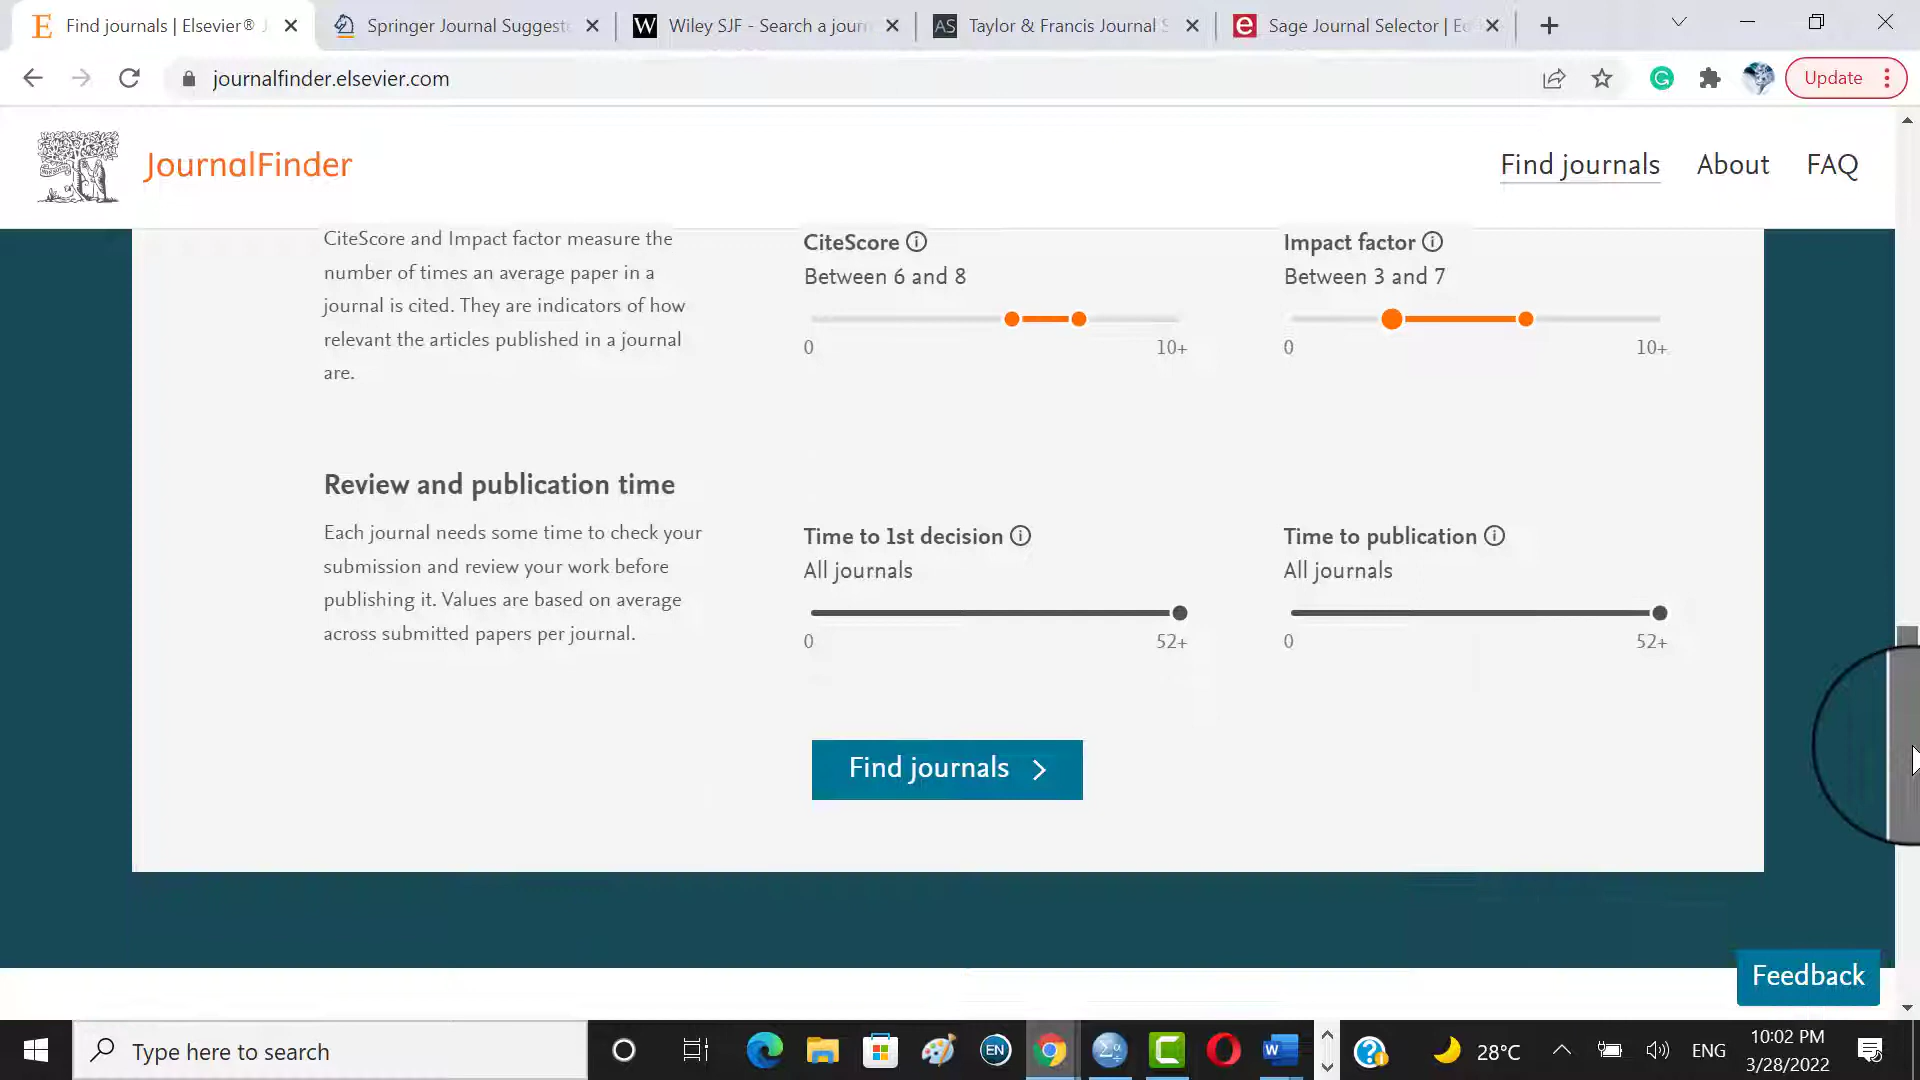 Find journals | Elsevier® J
Springer Journal Suggest
Wiley SJF - Search a journ
Taylor & Francis Journal S
Sage Journal Selector | Ed
journalfinder.elsevier.com
Update
JournalFinder
Find journals
About
FAQ
CiteScore and Impact factor measure the
number of times an average paper in a
journal is cited. They are indicators of how
relevant the articles published in a journal
are.
CiteScore
Between 6 and 8
0
10+
Impact factor
Between 3 and 7
0
10+
Review and publication time
Each journal needs some time to check your
submission and review your work before
publishing it. Values are based on average
across submitted papers per journal.
Time to 1st decision
All journals
0
52+
Time to publication
All journals
0
52+
Find journals
Feedback
Type here to search
EN
28°C
ENG
10:02 PM
3/28/2022